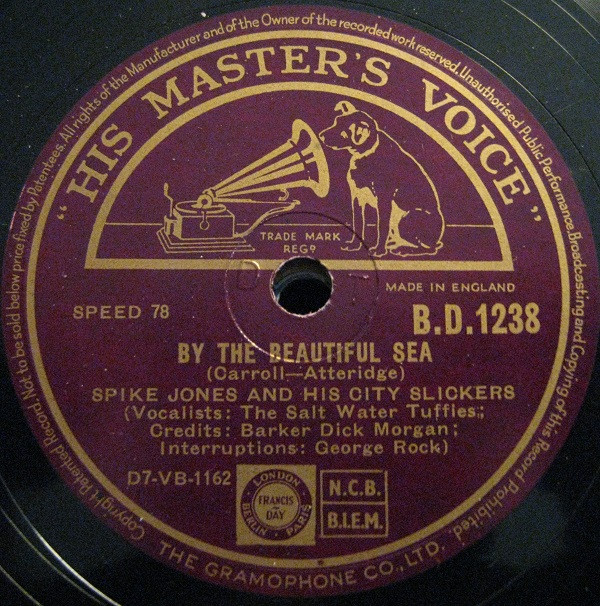 Copyright Patented Record. Not to be sold below price fixed by Patentees. All rights of the Manufacturer and of the Owner of the recorded work reserved. Unauthorised Public Performance, Broadcasting and Copying of this Record Prohibited.
"HIS MASTER'S VOICE"
TRADE MARK
REGD
MADE IN ENGLAND
SPEED 78
B.D.1238
BY THE BEAUTIFUL SEA
(Carroll—Atteridge)
SPIKE JONES AND HIS CITY SLICKERS
(Vocalists: The Salt Water Tuffies;
Credits: Barker Dick Morgan;
Interruptions: George Rock)
D7-VB-1162
LONDON
FRANCIS
DAY
BERLIN · PARIS
N.C.B.
B.I.E.M.
THE GRAMOPHONE CO., LTD.